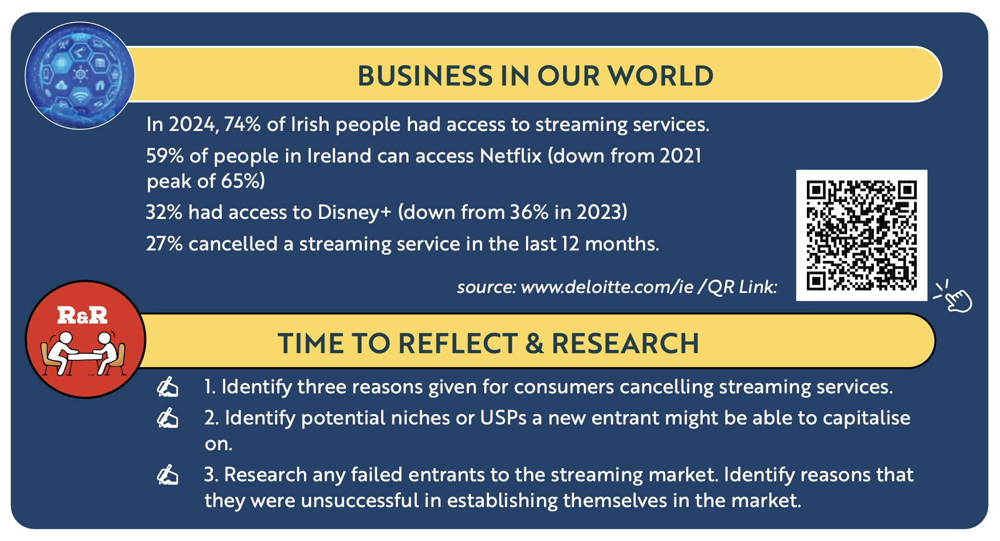 BUSINESS IN OUR WORLD
In 2024, 74% of Irish people had access to streaming services.
59% of people in Ireland can access Netflix (down from 2021
peak of 65%)
32% had access to Disney+ (down from 36% in 2023)
27% cancelled a streaming service in the last 12 months.
source: www.deloitte.com/ie /QR Link:
R&R
TIME TO REFLECT & RESEARCH
1. Identify three reasons given for consumers cancelling streaming services.
2. Identify potential niches or USPs a new entrant might be able to capitalise
on.
3. Research any failed entrants to the streaming market. Identify reasons that
they were unsuccessful in establishing themselves in the market.